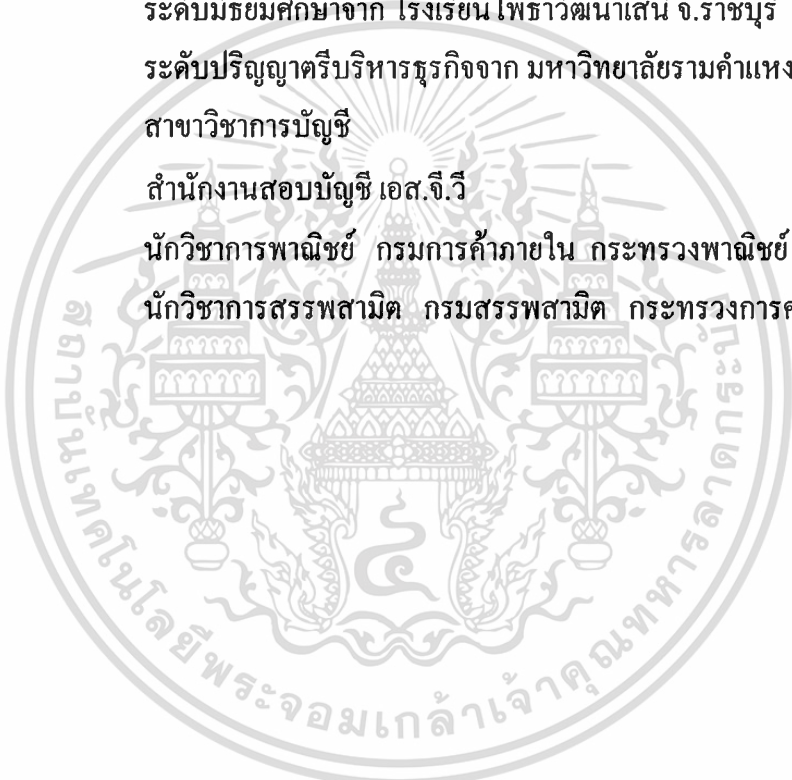 ระดับมัธยมศึกษาจาก โรงเรียนโพธาวัฒนาเสนี จ.ราชบุรี
ระดับปริญญาตรีบริหารธุรกิจจาก มหาวิทยาลัยรามคำแหง
สาขาวิชาการบัญชี
สำนักงานสอบบัญชี เอส.จี.วี
นักวิชาการพาณิชย์ กรมการค้าภายใน กระทรวงพาณิชย์
นักวิชาการสรรพสามิต กรมสรรพสามิต กระทรวงการค
สถาบันเทคโนโลยีพระจอมเกล้าเจ้าคุณทหารลาดกระบัง